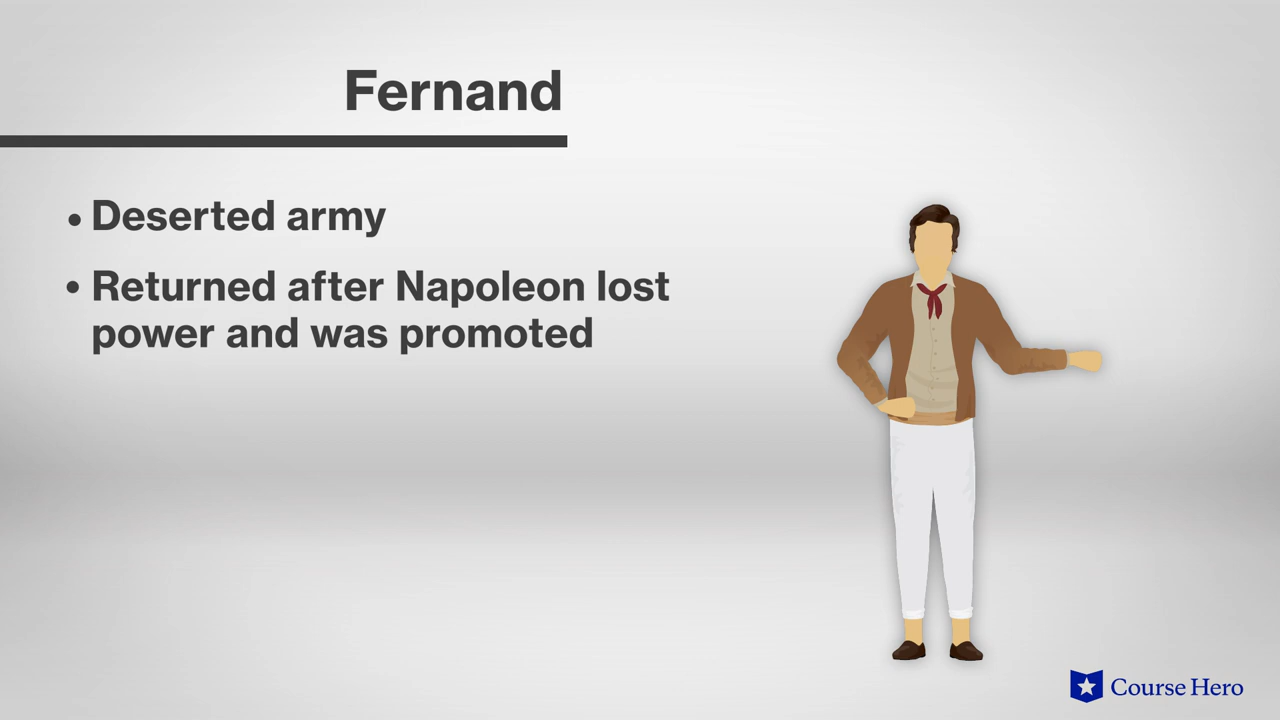 Fernand
• Deserted army
• Returned after Napoleon lost
power and was promoted
Course Hero